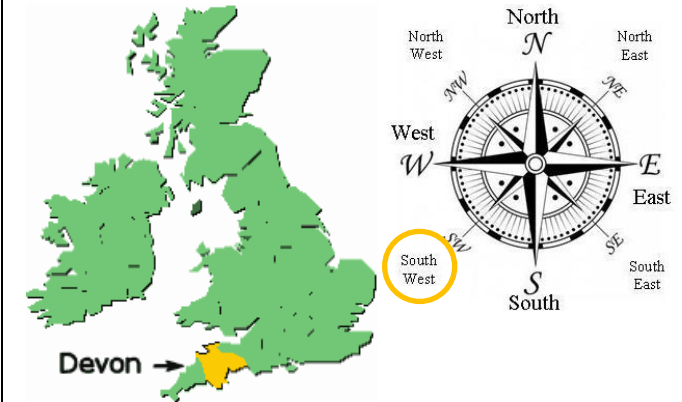 North
N
North
West
North
East
NW
NE
West
W
E
East
SW
SE
South
West
S
South
South
East
Devon